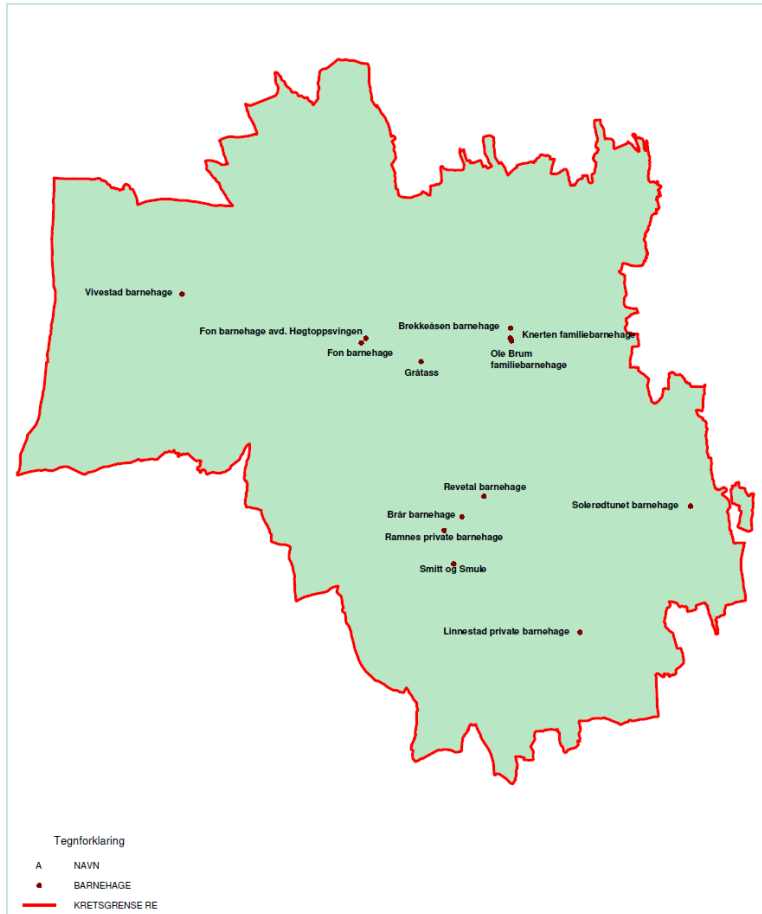 Vivestad barnehage
Brekkeåsen barnehage
Fon barnehage avd. Høgtoppsvingen
Knerten familiebarnehage
Fon barnehage
Ole Brum
familiebarnehage
Gråtass
Revetal barnehage
Solerødtunet barnehage
Brår barnehage
Ramnes private barnehage
Smitt og Smule
Linnestad private barnehage
Tegnforklaring
A NAVN
BARNEHAGE
KRETSGRENSE RE